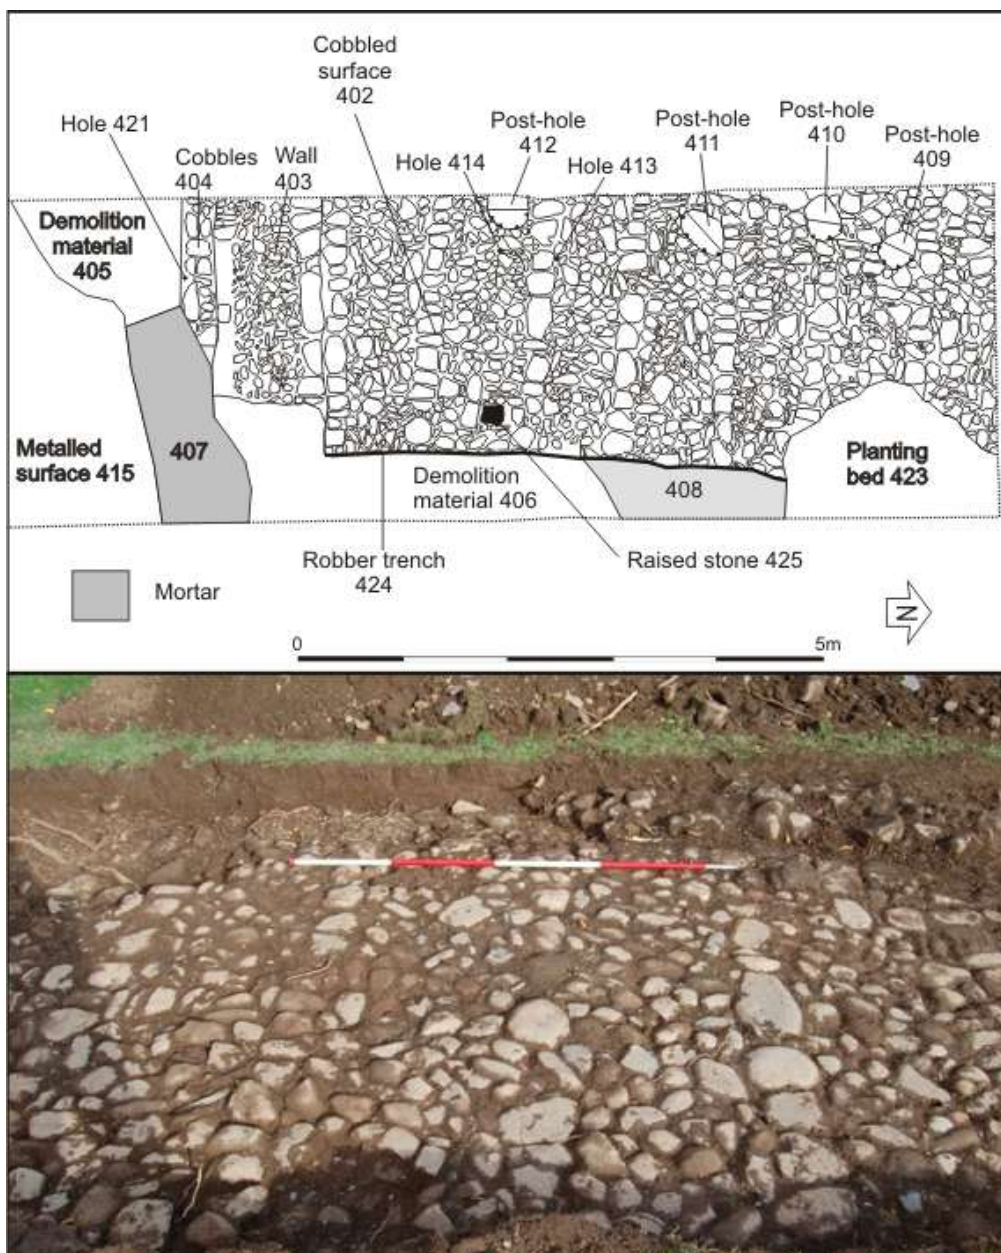 Cobbled
surface
402
Hole 421
Cobbles
404
Wall
403
Hole 414
Post-hole
412
Hole 413
Post-hole
411
Post-hole
410
Post-hole
409
Demolition
material
405
Metalled
surface 415
407
Demolition
material 406
408
Planting
bed 423
Robber trench
424
Raised stone 425
Mortar
N
0
5m